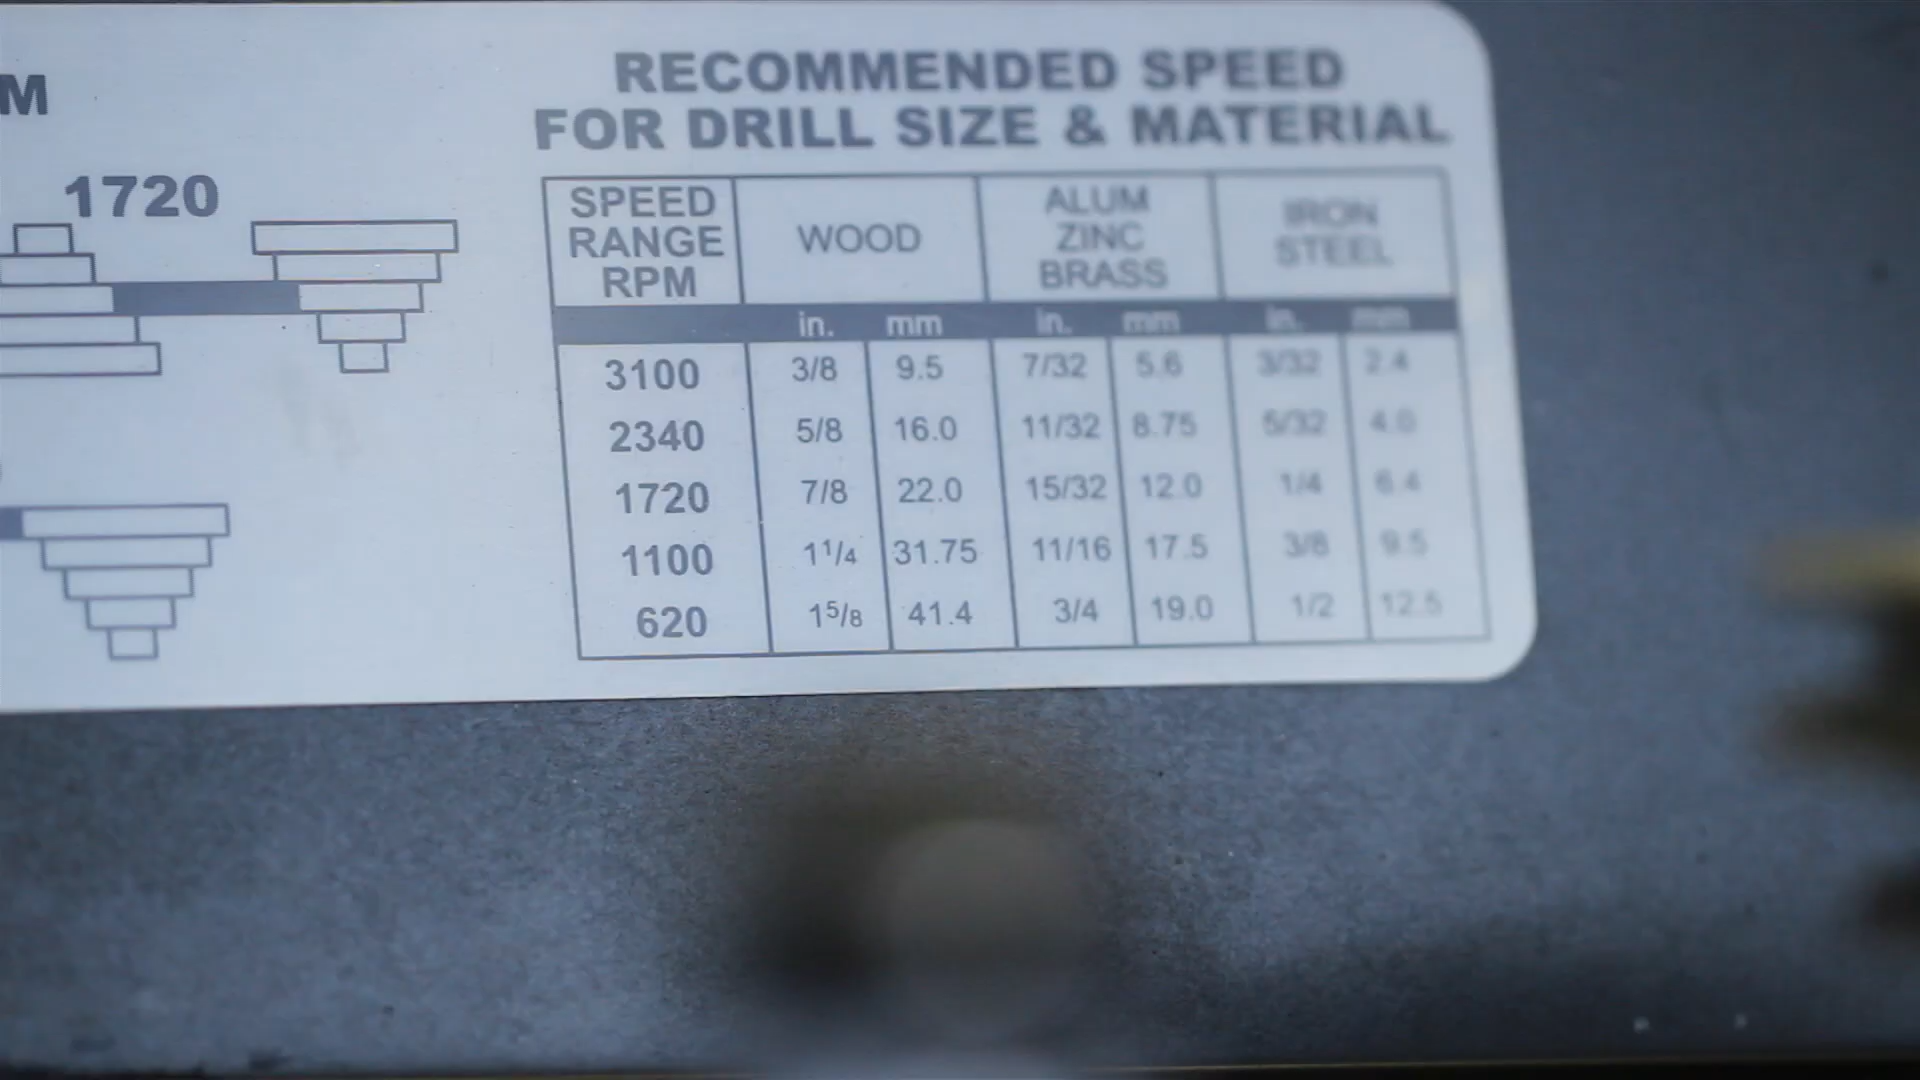 M
1720
RECOMMENDED SPEED
FOR DRILL SIZE & MATERIAL
SPEED RANGE RPM WOOD ALUM ZINC BRASS IRON STEEL
in. mm in. mm in. mm
3100 3/8 9.5 7/32 5.6 3/32 2.4
2340 5/8 16.0 11/32 8.75 5/32 4.0
1720 7/8 22.0 15/32 12.0 1/4 6.4
1100 1 1/4 31.75 11/16 17.5 3/8 9.5
620 1 5/8 41.4 3/4 19.0 1/2 12.5